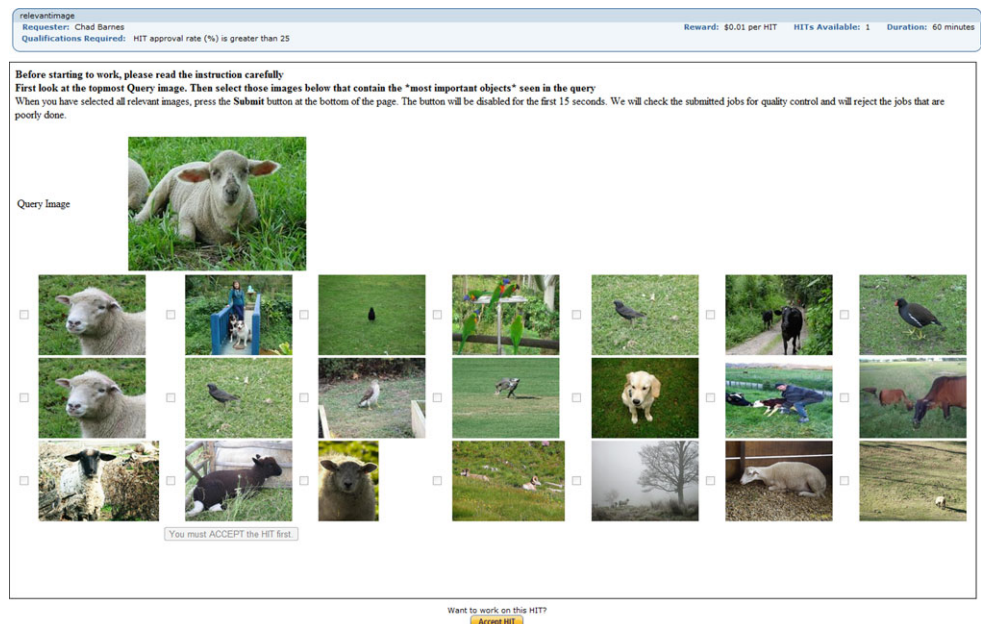 relevantimage
Requester: Chad Barnes Reward: $0.01 per HIT HITs Available: 1 Duration: 60 minutes
Qualifications Required: HIT approval rate (%) is greater than 25
Before starting to work, please read the instruction carefully
First look at the topmost Query image. Then select those images below that contain the *most important objects* seen in the query
When you have selected all relevant images, press the Submit button at the bottom of the page. The button will be disabled for the first 15 seconds. We will check the submitted jobs for quality control and will reject the jobs that are
poorly done.
Query Image
You must ACCEPT the HIT first.
Want to work on this HIT?
Accept HIT